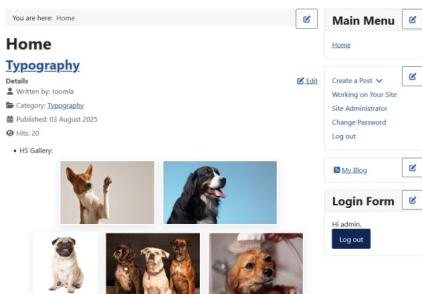 You are here: Home
Home
Typography
Details
Edit
Written by: Joomla
Category: Typography
Published: 03 August 2025
Hits: 20
HS Gallery:
Main Menu
Home
Create a Post
Working on Your Site
Site Administrator
Change Password
Log out
My Blog
Login Form
Hi admin,
Log out